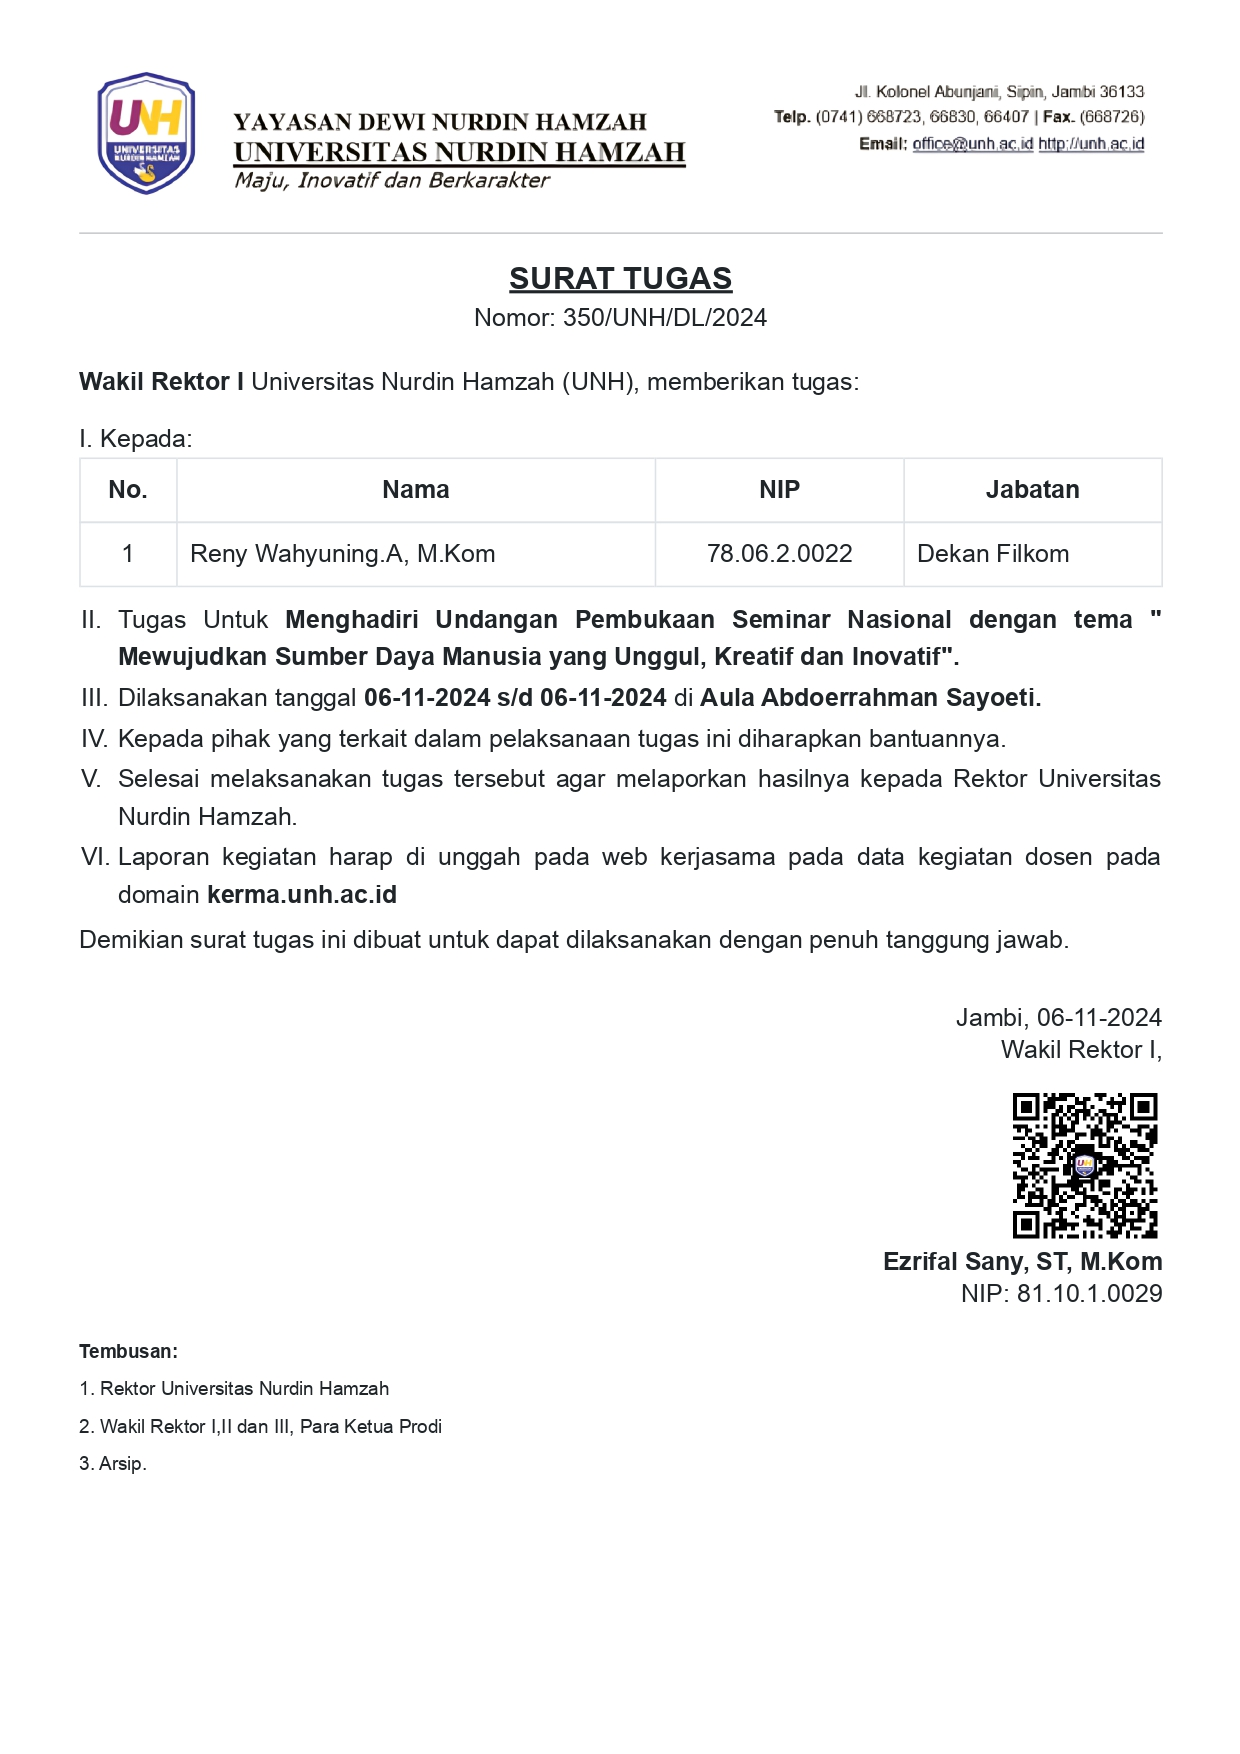 UNH
UNIVERSITAS
NURDIN HAMZAH
YAYASAN DEWI NURDIN HAMZAH
UNIVERSITAS NURDIN HAMZAH
Maju, Inovatif dan Berkarakter
Jl. Kolonel Abunjani, Sipin, Jambi 36133
Telp. (0741) 668723, 66830, 66407 | Fax. (668726)
Email: office@unh.ac.id http://unh.ac.id
SURAT TUGAS
Nomor: 350/UNH/DL/2024
Wakil Rektor I Universitas Nurdin Hamzah (UNH), memberikan tugas:
I. Kepada:
No. Nama NIP Jabatan
1 Reny Wahyuning.A, M.Kom 78.06.2.0022 Dekan Filkom
II. Tugas Untuk Menghadiri Undangan Pembukaan Seminar Nasional dengan tema "
Mewujudkan Sumber Daya Manusia yang Unggul, Kreatif dan Inovatif".
III. Dilaksanakan tanggal 06-11-2024 s/d 06-11-2024 di Aula Abdoerrahman Sayoeti.
IV. Kepada pihak yang terkait dalam pelaksanaan tugas ini diharapkan bantuannya.
V. Selesai melaksanakan tugas tersebut agar melaporkan hasilnya kepada Rektor Universitas
Nurdin Hamzah.
VI. Laporan kegiatan harap di unggah pada web kerjasama pada data kegiatan dosen pada
domain kerma.unh.ac.id
Demikian surat tugas ini dibuat untuk dapat dilaksanakan dengan penuh tanggung jawab.
Jambi, 06-11-2024
Wakil Rektor I,
UNH
Ezrifal Sany, ST, M.Kom
NIP: 81.10.1.0029
Tembusan:
1. Rektor Universitas Nurdin Hamzah
2. Wakil Rektor I,II dan III, Para Ketua Prodi
3. Arsip.